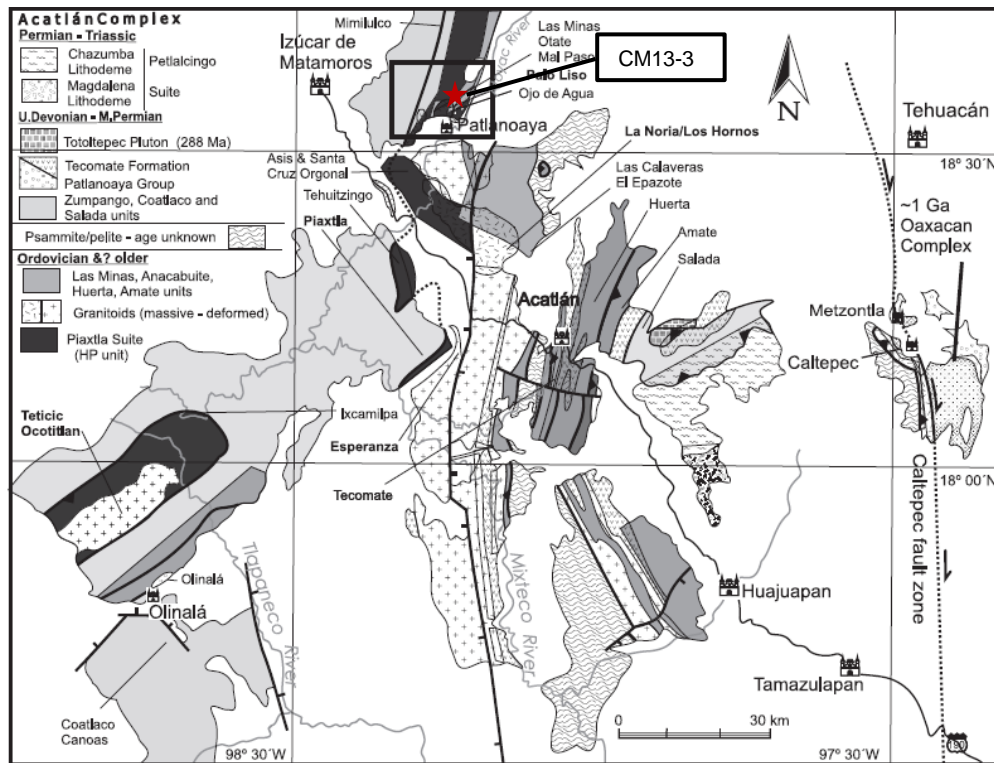 Acatlán Complex
Permian - Triassic
Chazumba
Lithodeme
Magdalena
Lithodeme
Petlalcingo
Suite
U.Devonian - M.Permian
Totoltepec Pluton (288 Ma)
Tecomate Formation
Patlanoaya Group
Zumpango, Coatlaco and
Salada units
Psammite/pelite - age unknown
Ordovician &? older
Las Minas, Anacabuite,
Huerta, Amate units
Granitoids (massive - deformed)
Piaxtla Suite
(HP unit)
Mimilulco
Izúcar de
Matamoros
River
Las Minas
Otate
Mal Paso
Palo Liso
Ojo de Agua
CM13-3
Patlanoaya
N
Tehuacán
18° 30'
Asis & Santa
Cruz Orgonal
Tehuitzingo
Piaxtla
La Noria/Los Hornos
Las Calaveras
El Epazote
Huerta
Amate
Salada
~1 Ga
Oaxacan
Complex
Acatlán
Metzontla
Caltepec
Teticic
Ocotitlan
Ixcamilpa
Esperanza
Tecomate
18° 00'
Caltepec fault zone
Olinalá
Olinalá
Tlapaneco
River
Mixteco
River
Huajuapan
Tamazulapan
Coatlaco
Canoas
0 30 km
98° 30´W
97° 30´W
190